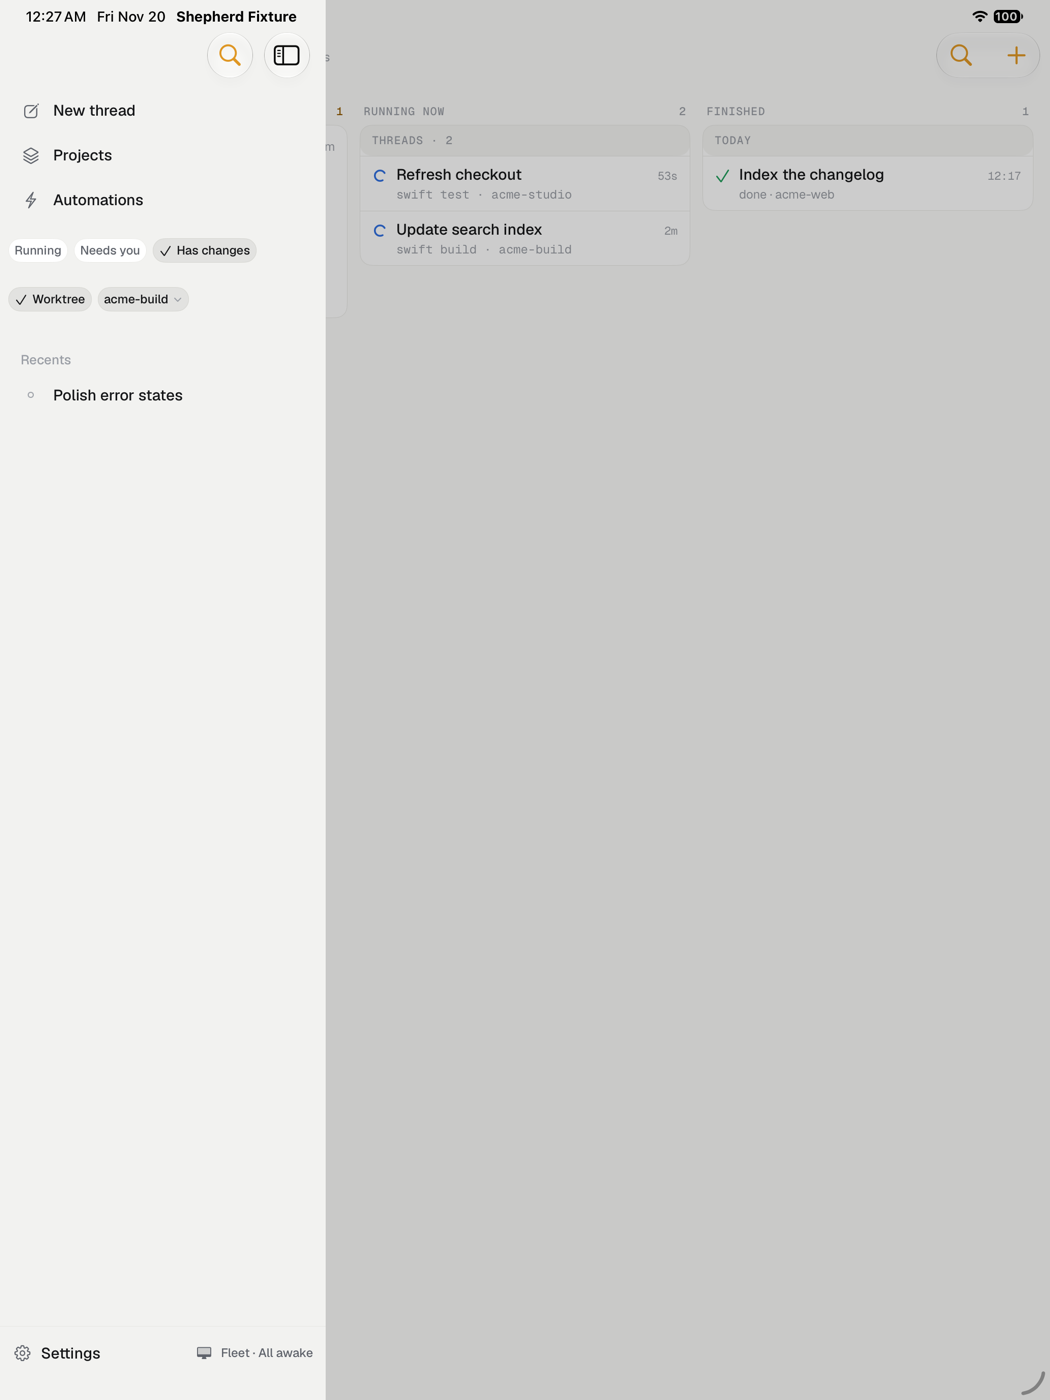 12:27 AM Fri Nov 20 Shepherd Fixture
100
s
New thread
Projects
Automations
Running Needs you Has changes
Worktree acme-build
Recents
Polish error states
Settings
Fleet · All awake
1
m
RUNNING NOW 2
THREADS · 2
Refresh checkout 53s
swift test · acme-studio
Update search index 2m
swift build · acme-build
FINISHED 1
TODAY
Index the changelog 12:17
done · acme-web